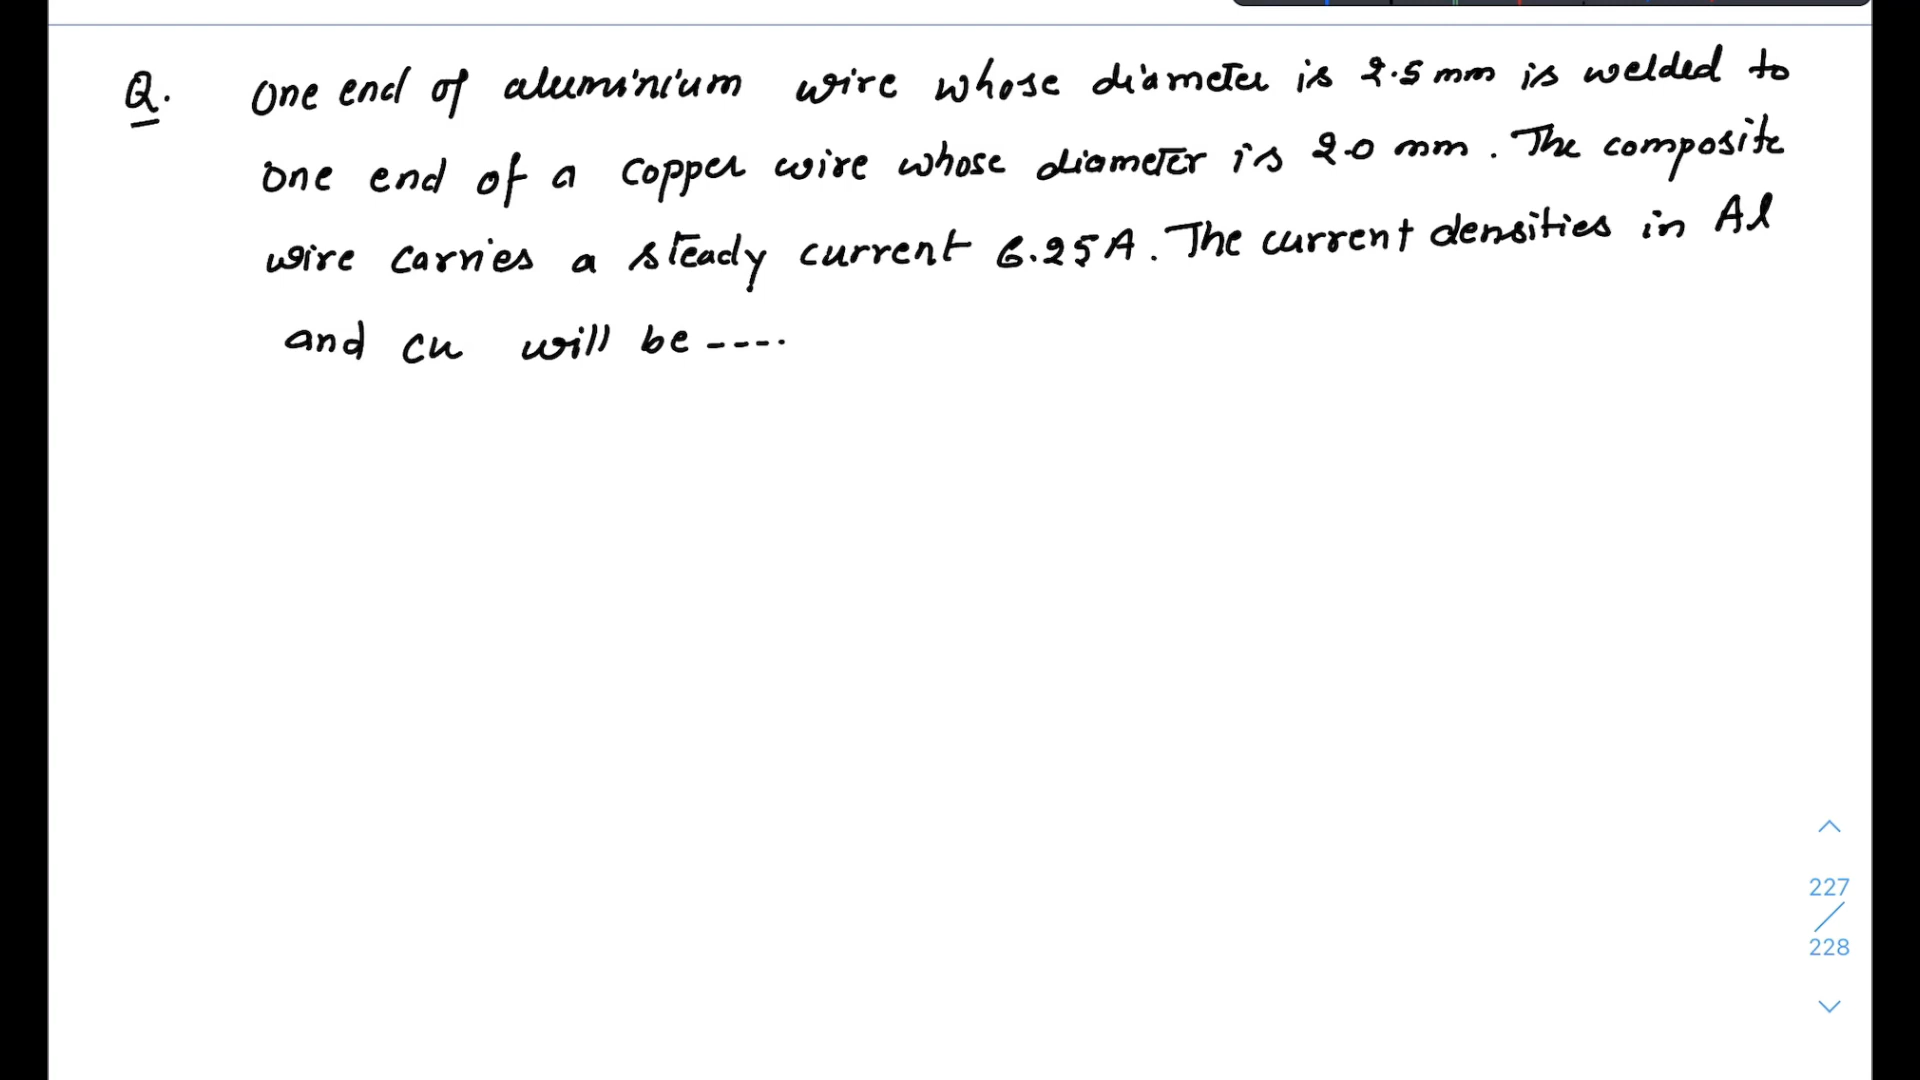 Q. One end of aluminium wire whose diameter is 2.5 mm is welded to
one end of a copper wire whose diameter is 2.0 mm. The composite
wire carries a steady current 6.25A. The current densities in Al
and cu will be ----.
227
/
228